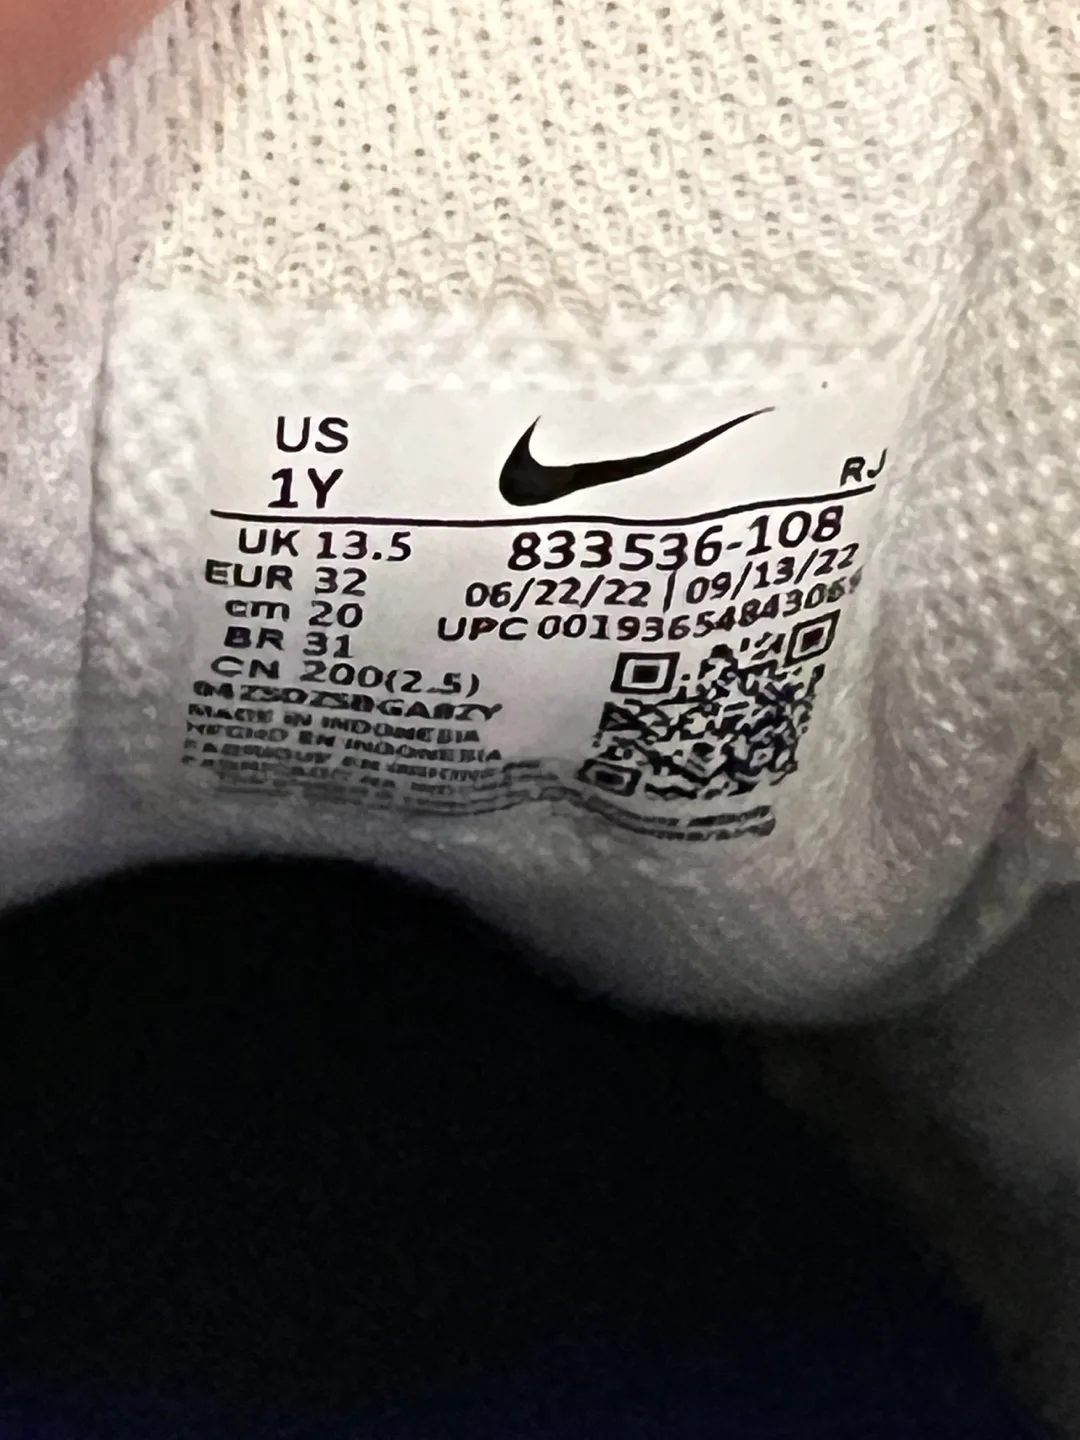 US
1Y
RJ
UK 13.5
EUR 32
cm 20
BR 31
CN 200(2.5)
833536-108
06/22/22 | 09/13/22
UPC
MADE IN INDONESIA
HECHO EN INDONESIA